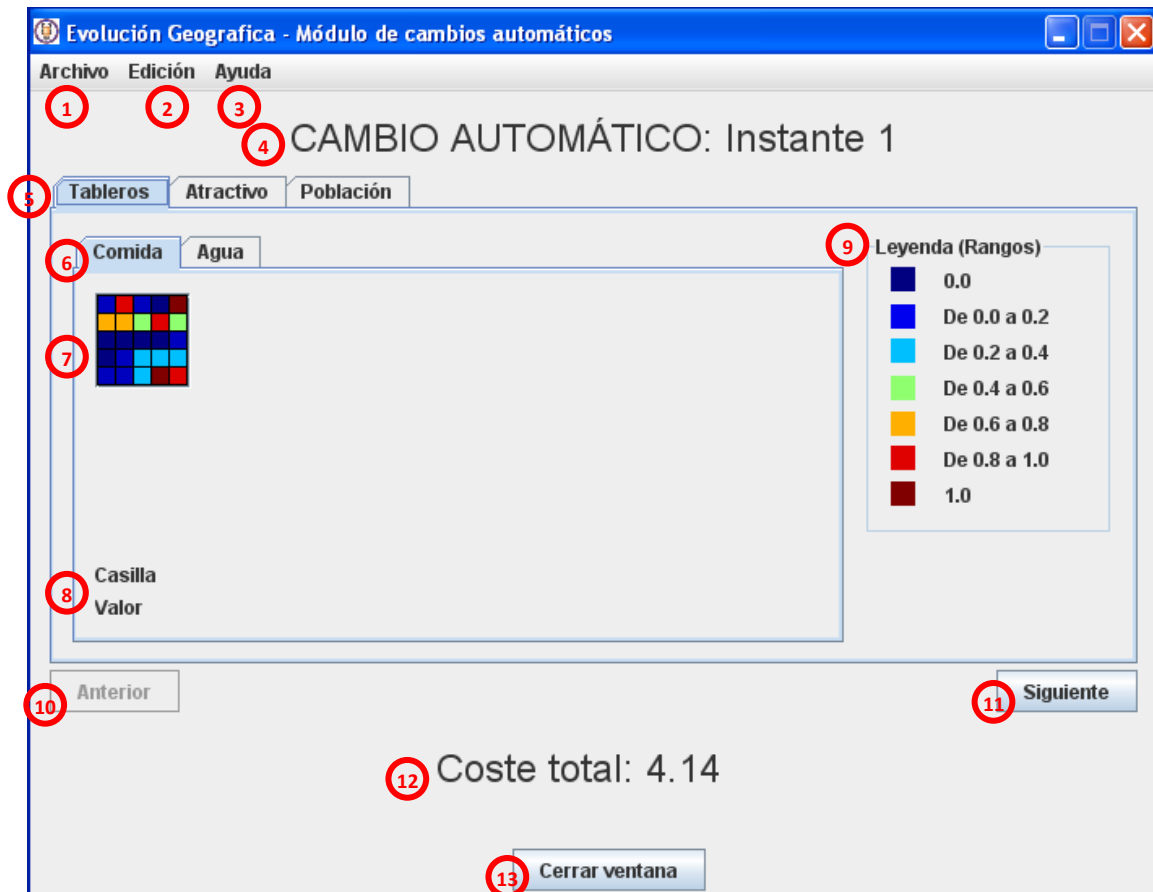 Evolución Geografica - Módulo de cambios automáticos
Archivo Edición Ayuda
1 2 3
4 CAMBIO AUTOMÁTICO: Instante 1
5 Tableros Atractivo Población
6 Comida Agua
9 Leyenda (Rangos)
0.0
De 0.0 a 0.2
De 0.2 a 0.4
De 0.4 a 0.6
De 0.6 a 0.8
De 0.8 a 1.0
1.0
7
8 Casilla
Valor
10 Anterior
11 Siguiente
12 Coste total: 4.14
13 Cerrar ventana